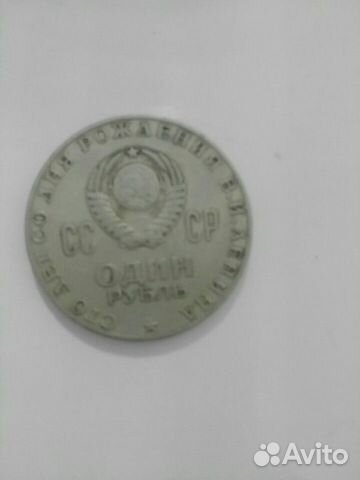 СТО ЛЕТ СО ДНЯ РОЖДЕНИЯ В.И.ЛЕНИНА
СС СР
ОДИН
РУБЛЬ
Avito